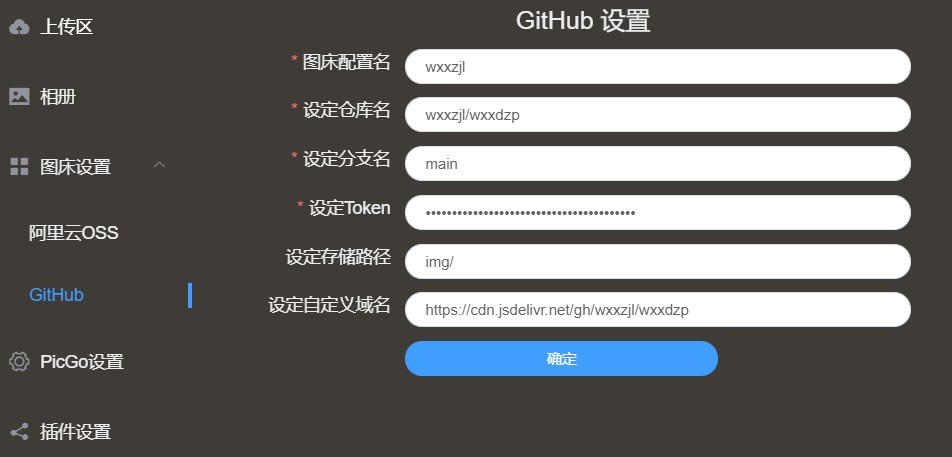 上传区
相册
图床设置
阿里云OSS
GitHub
PicGo设置
插件设置
GitHub 设置
* 图床配置名 wxxzjl
* 设定仓库名 wxxzjl/wxxdzp
* 设定分支名 main
* 设定Token ••••••••••••••••••••••••••••••••••••••••
设定存储路径 img/
设定自定义域名 https://cdn.jsdelivr.net/gh/wxxzjl/wxxdzp
确定